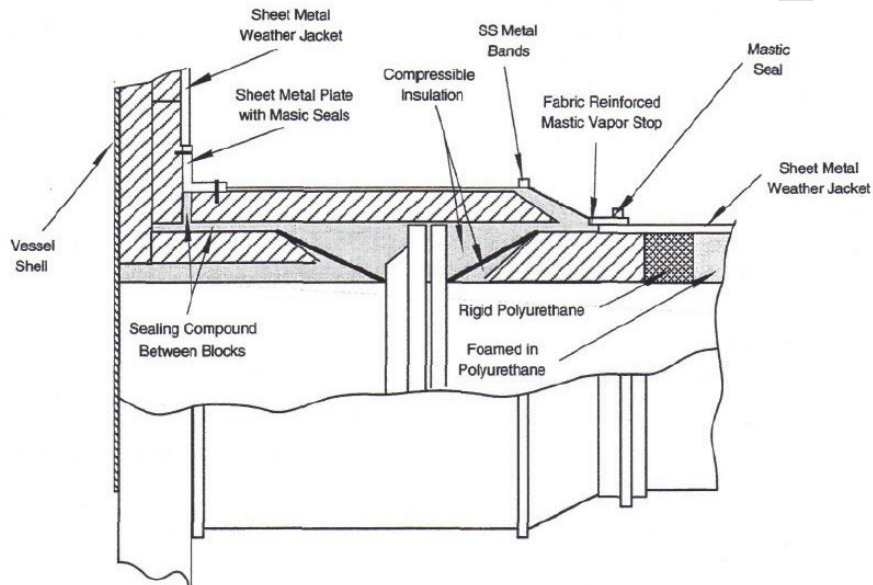 Sheet Metal
Weather Jacket
Sheet Metal Plate
with Masic Seals
Compressible
Insulation
SS Metal
Bands
Fabric Reinforced
Mastic Vapor Stop
Mastic
Seal
Sheet Metal
Weather Jacket
Vessel
Shell
Sealing Compound
Between Blocks
Rigid Polyurethane
Foamed in
Polyurethane